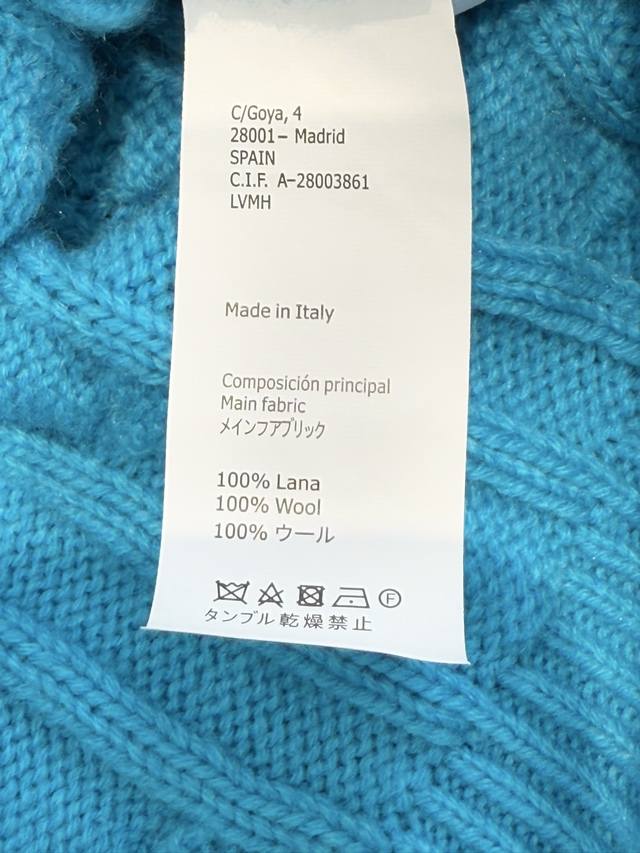 C/Goya, 4
28001- Madrid
SPAIN
C.I.F. A-28003861
LVMH
Made in Italy
Composición principal
Main fabric
メインファブリック
100% Lana
100% Wool
100% ウール
F
タンブル乾燥禁止